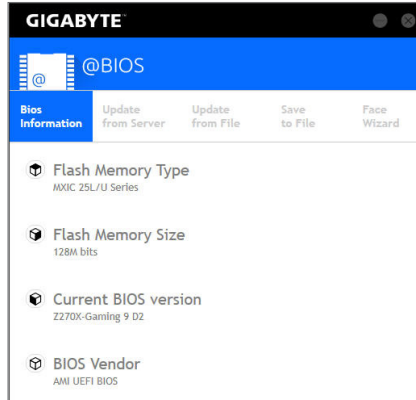 GIGABYTE
@
@BIOS
Bios Information
Update from Server
Update from File
Save to File
Face Wizard
Flash Memory Type
MXIC 25L/U Series
Flash Memory Size
128M bits
Current BIOS version
Z270X-Gaming 9 D2
BIOS Vendor
AMI UEFI BIOS